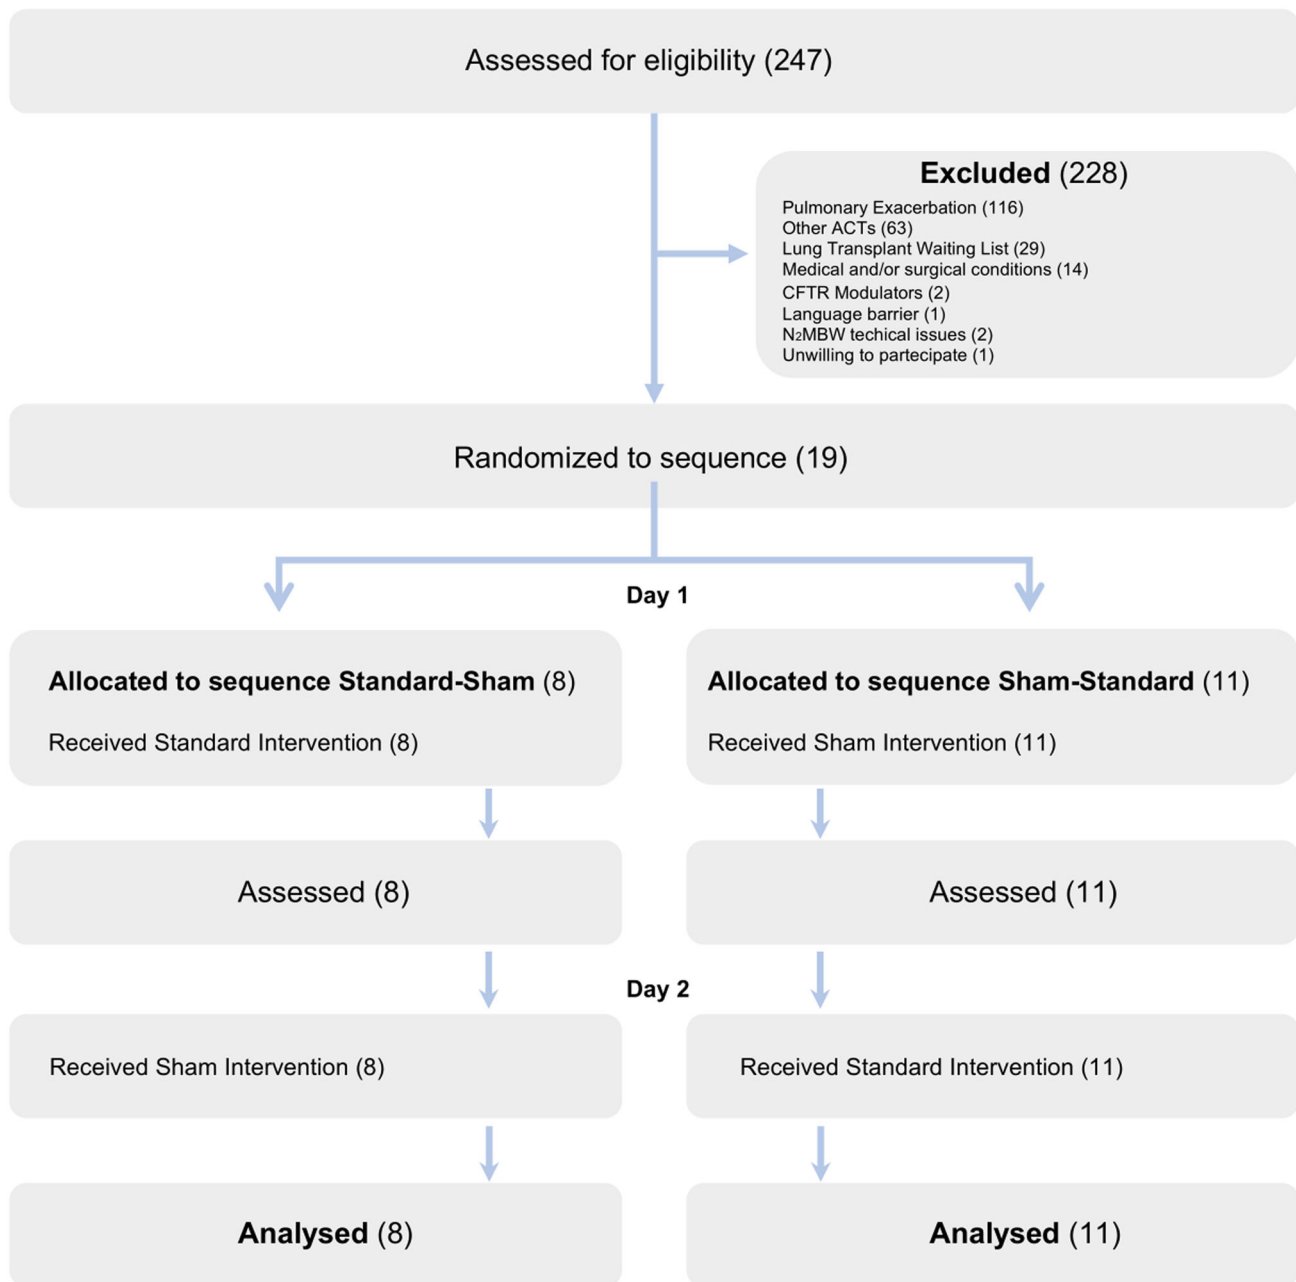 Assessed for eligibility (247)
Excluded (228)
Pulmonary Exacerbation (116)
Other ACTs (63)
Lung Transplant Waiting List (29)
Medical and/or surgical conditions (14)
CFTR Modulators (2)
Language barrier (1)
N2MBW techical issues (2)
Unwilling to partecipate (1)
Randomized to sequence (19)
Day 1
Allocated to sequence Standard-Sham (8)
Received Standard Intervention (8)
Allocated to sequence Sham-Standard (11)
Received Sham Intervention (11)
Assessed (8)
Assessed (11)
Day 2
Received Sham Intervention (8)
Received Standard Intervention (11)
Analysed (8)
Analysed (11)